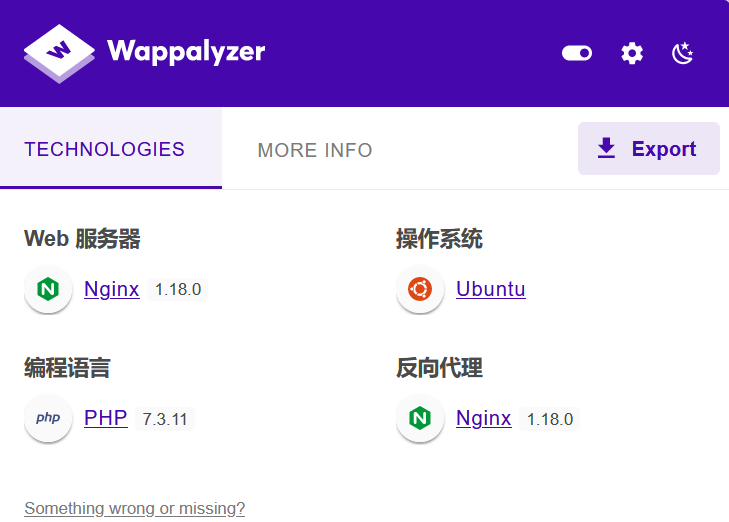 Wappalyzer
TECHNOLOGIES
MORE INFO
Export
Web 服务器
操作系统
Nginx 1.18.0
Ubuntu
编程语言
反向代理
php PHP 7.3.11
Nginx 1.18.0
Something wrong or missing?